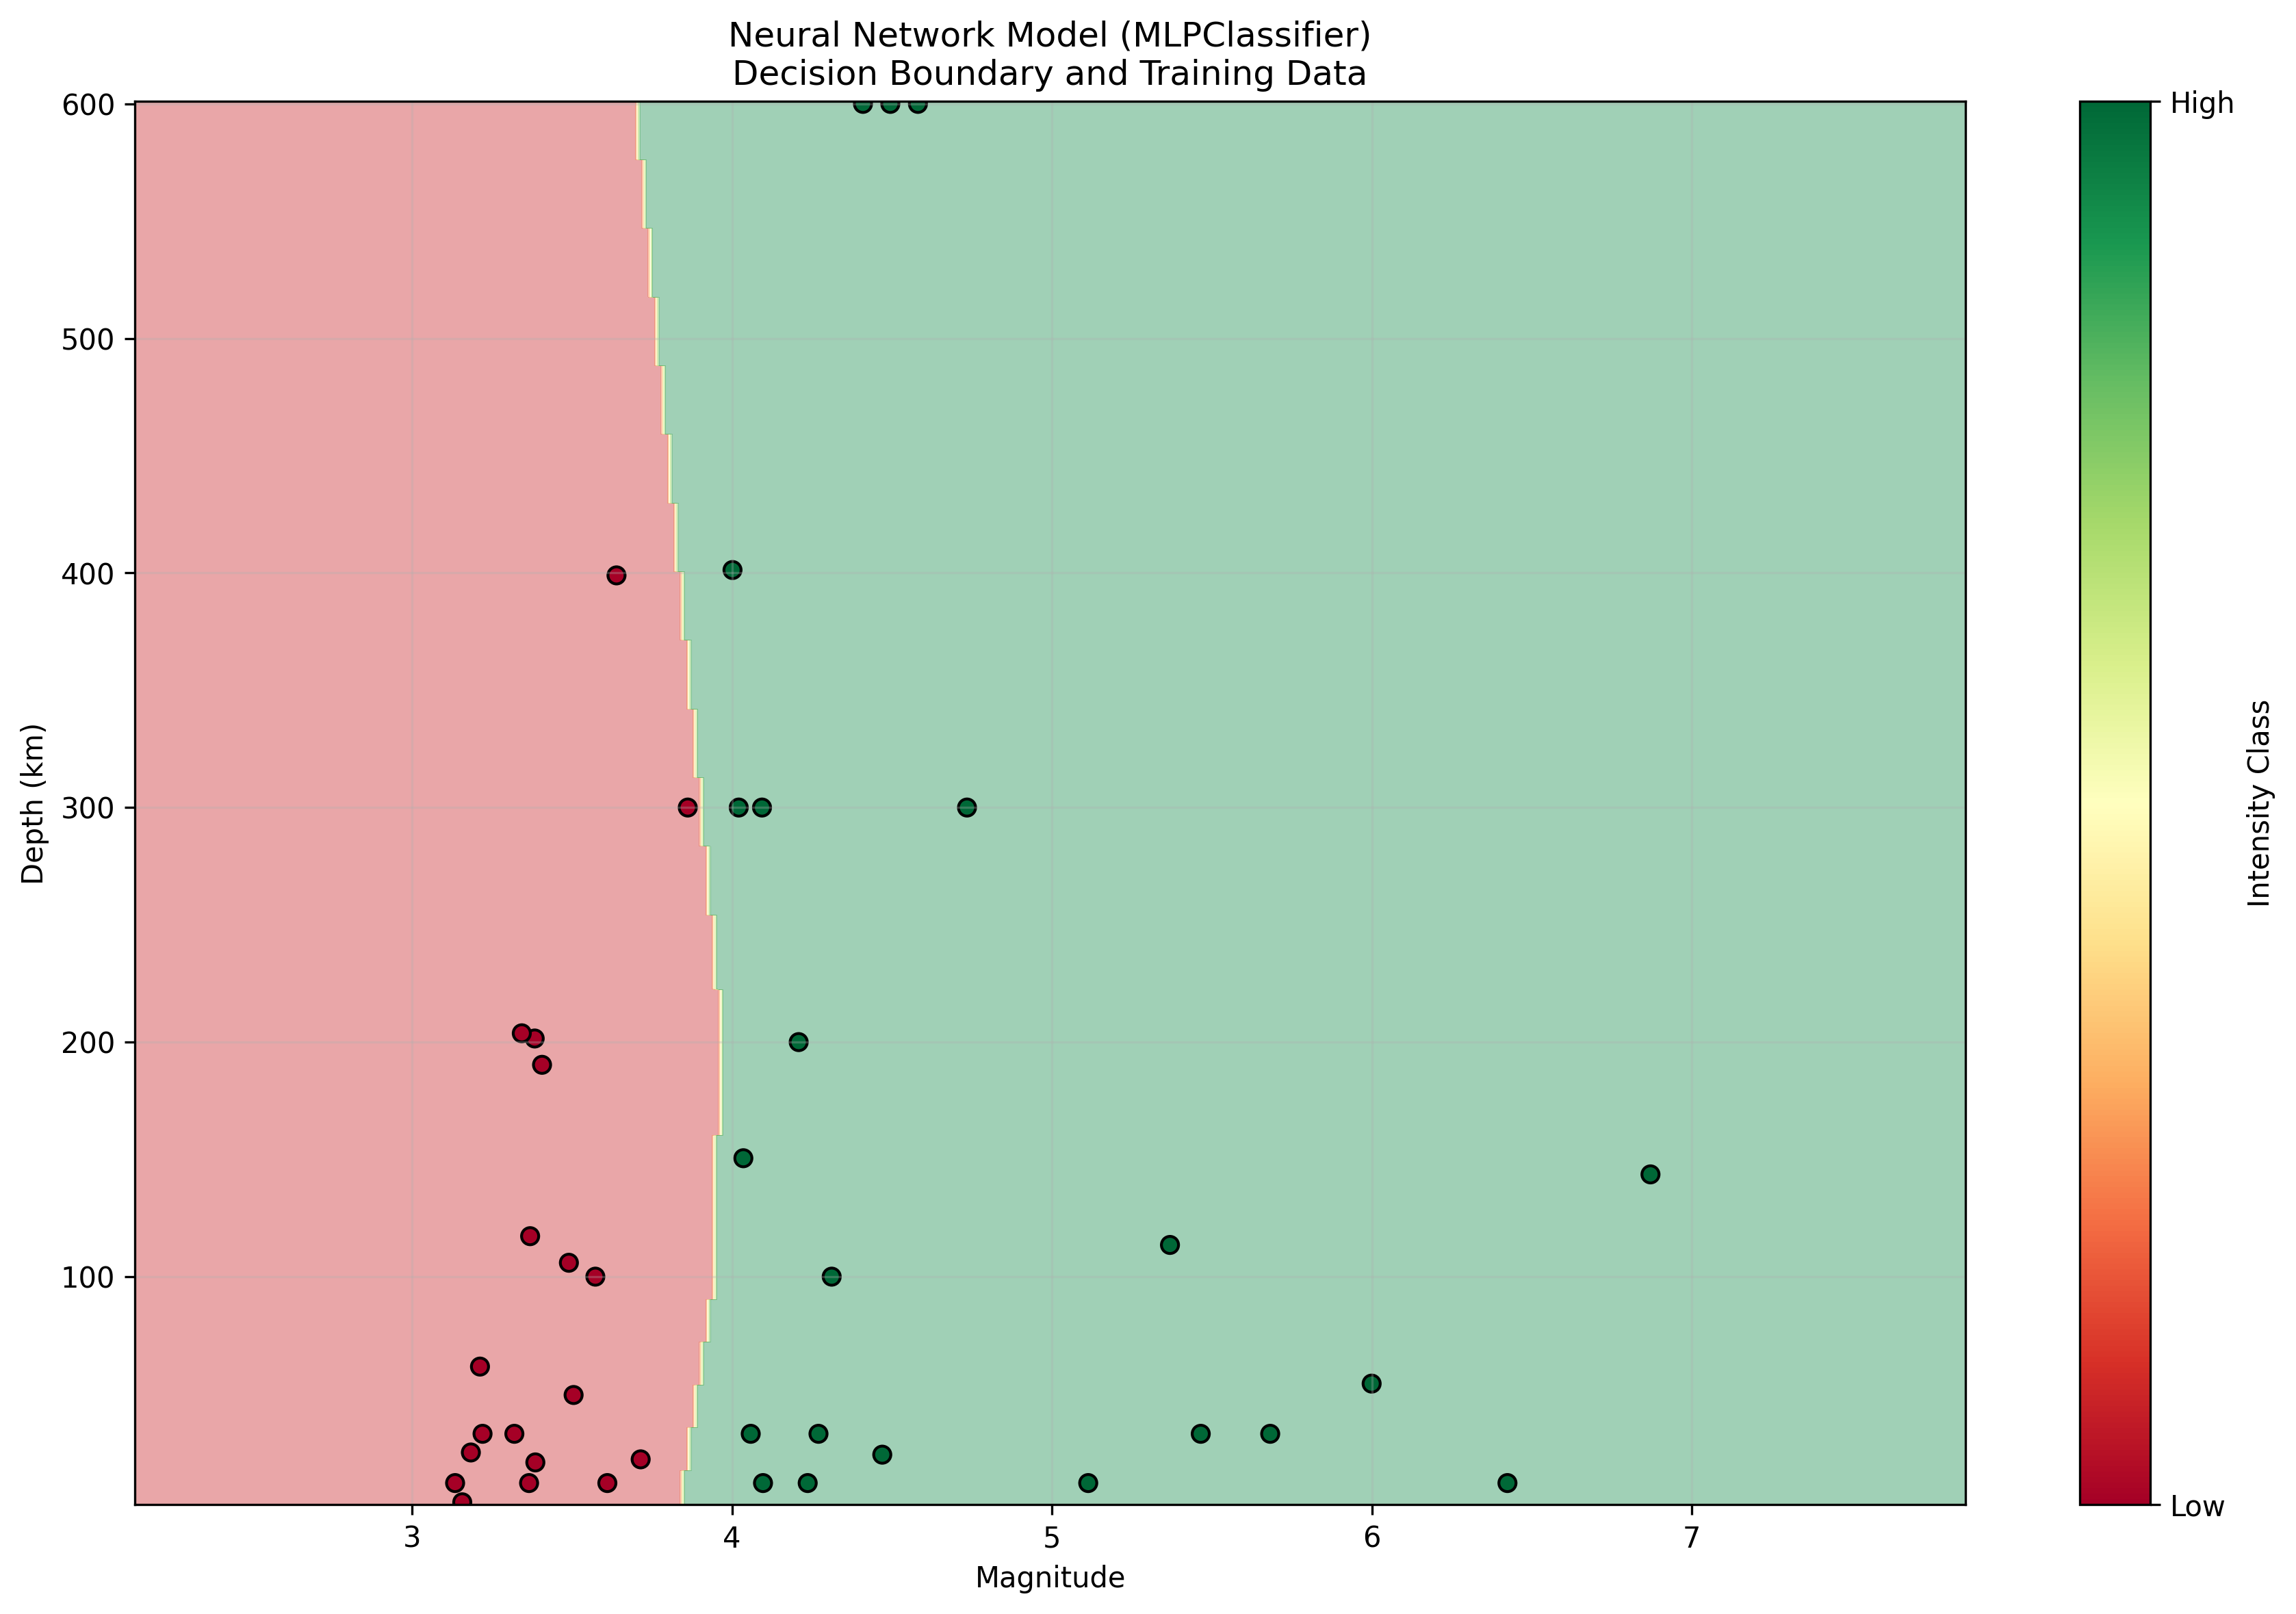 Neural Network Model (MLPClassifier)
Decision Boundary and Training Data
600
500
400
300
200
100
Depth (km)
3
4
5
6
7
Magnitude
High
Low
Intensity Class